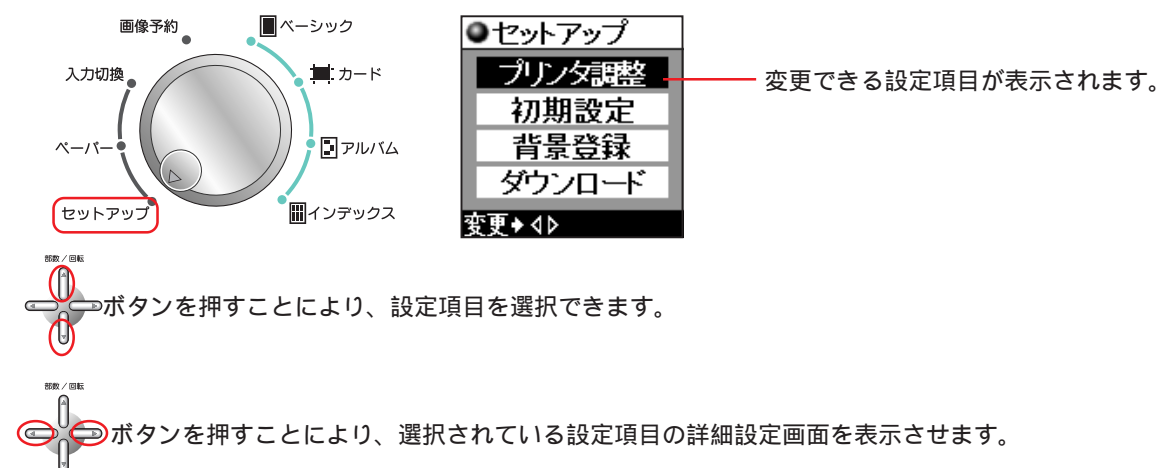 画像予約
ベーシック
入力切換
カード
ペーパー
アルバム
セットアップ
インデックス
セットアップ
プリンタ調整
初期設定
背景登録
ダウンロード
変更
変更できる設定項目が表示されます。
部数／回転
ボタンを押すことにより、設定項目を選択できます。
部数／回転
ボタンを押すことにより、選択されている設定項目の詳細設定画面を表示させます。